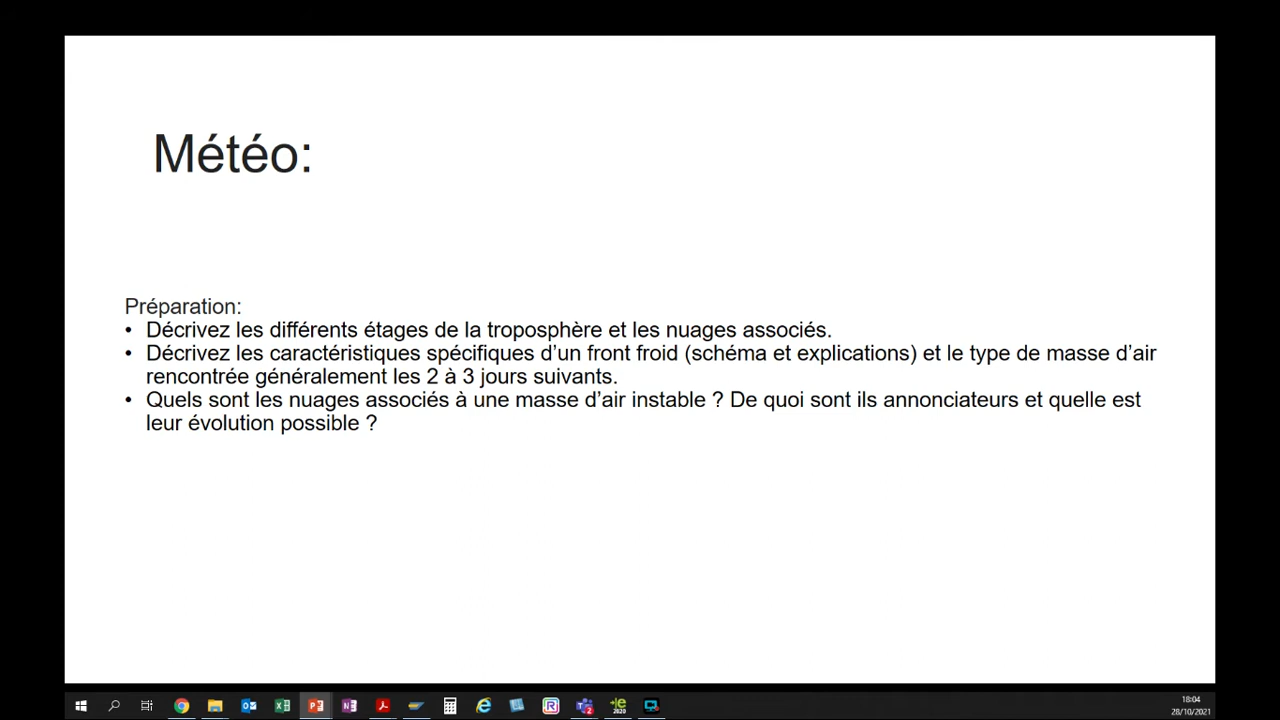 Météo:
Préparation:
• Décrivez les différents étages de la troposphère et les nuages associés.
• Décrivez les caractéristiques spécifiques d’un front froid (schéma et explications) et le type de masse d’air
rencontrée généralement les 2 à 3 jours suivants.
• Quels sont les nuages associés à une masse d’air instable ? De quoi sont ils annonciateurs et quelle est
leur évolution possible ?
18:04
28/10/2021